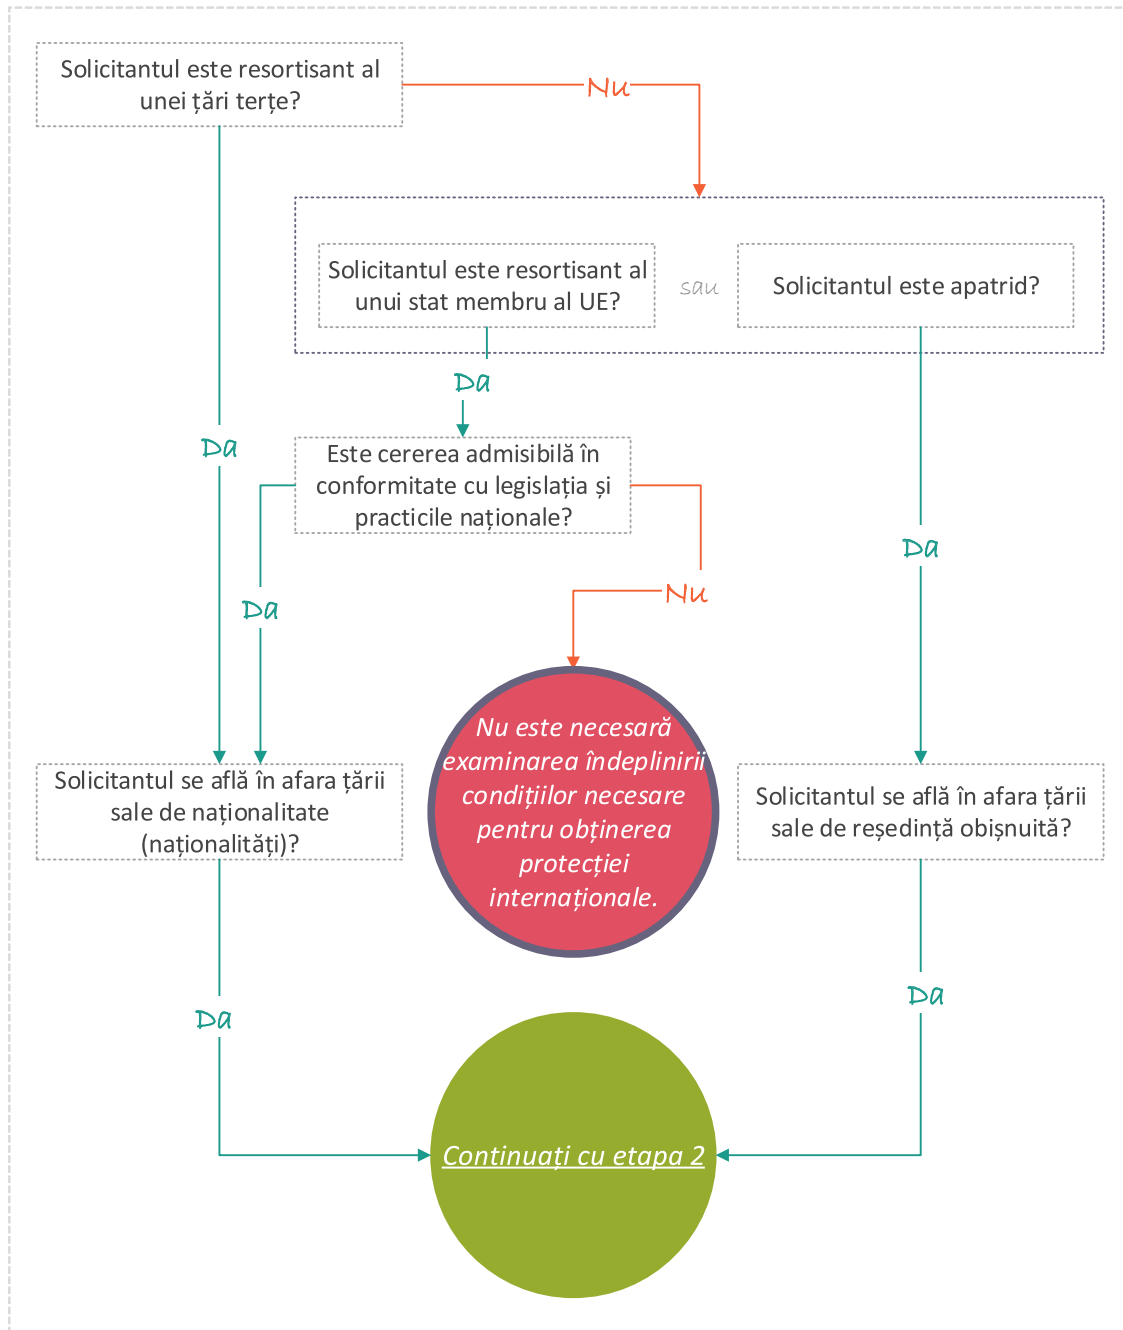 Solicitantul este resortisant al
unei țări terțe?
Nu
Solicitantul este resortisant al
unui stat membru al UE?
sau
Solicitantul este apatrid?
Da
Da
Este cererea admisibilă în
conformitate cu legislația și
practicile naționale?
Da
Nu
Da
Nu este necesară
examinarea îndeplinirii
condițiilor necesare
pentru obținerea
protecției
internaționale.
Solicitantul se află în afara țării
sale de naționalitate
(naționalități)?
Solicitantul se află în afara țării
sale de reședință obișnuită?
Da
Da
Continuați cu etapa 2